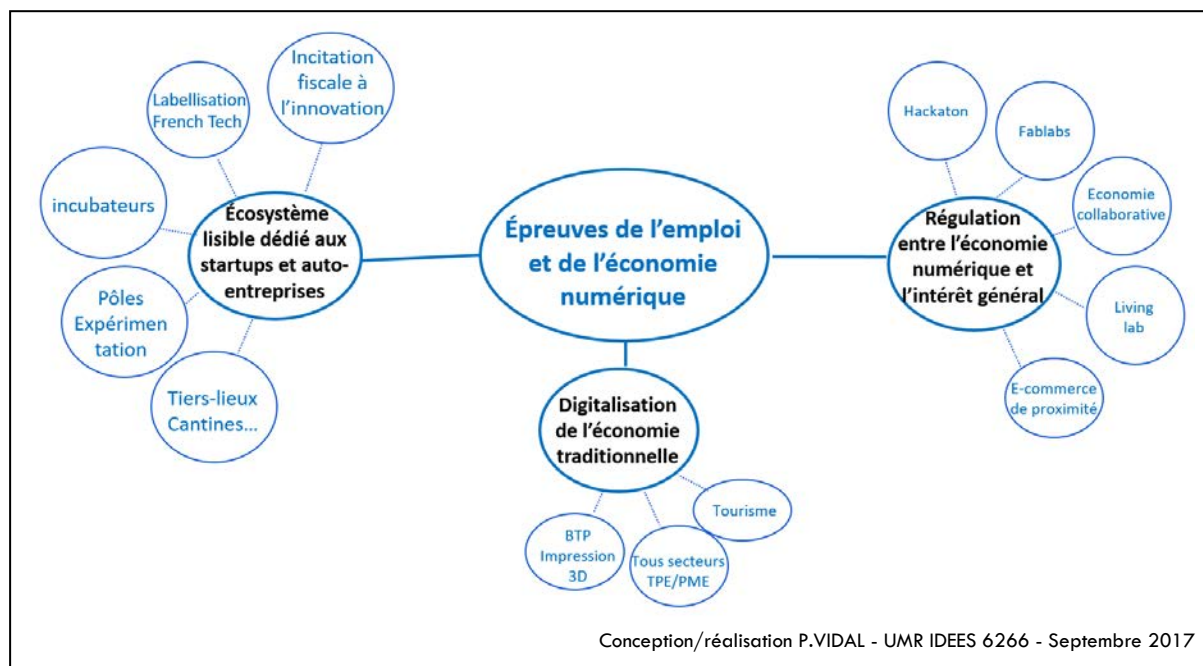 Incitation
fiscale à
l'innovation
Labellisation
French Tech
incubateurs
Pôles
Expérimen
tation
Tiers-lieux
Cantines...
Écosystème
lisible dédié aux
startups et auto-
entreprises
Épreuves de l'emploi
et de l'économie
numérique
Hackaton
Fablabs
Economie
collaborative
Living
lab
E-commerce
de proximité
Régulation
entre l'économie
numérique et
l'intérêt général
Digitalisation
de l'économie
traditionnelle
BTP
Impression
3D
Tous secteurs
TPE/PME
Tourisme
Conception/réalisation P.VIDAL - UMR IDEES 6266 - Septembre 2017